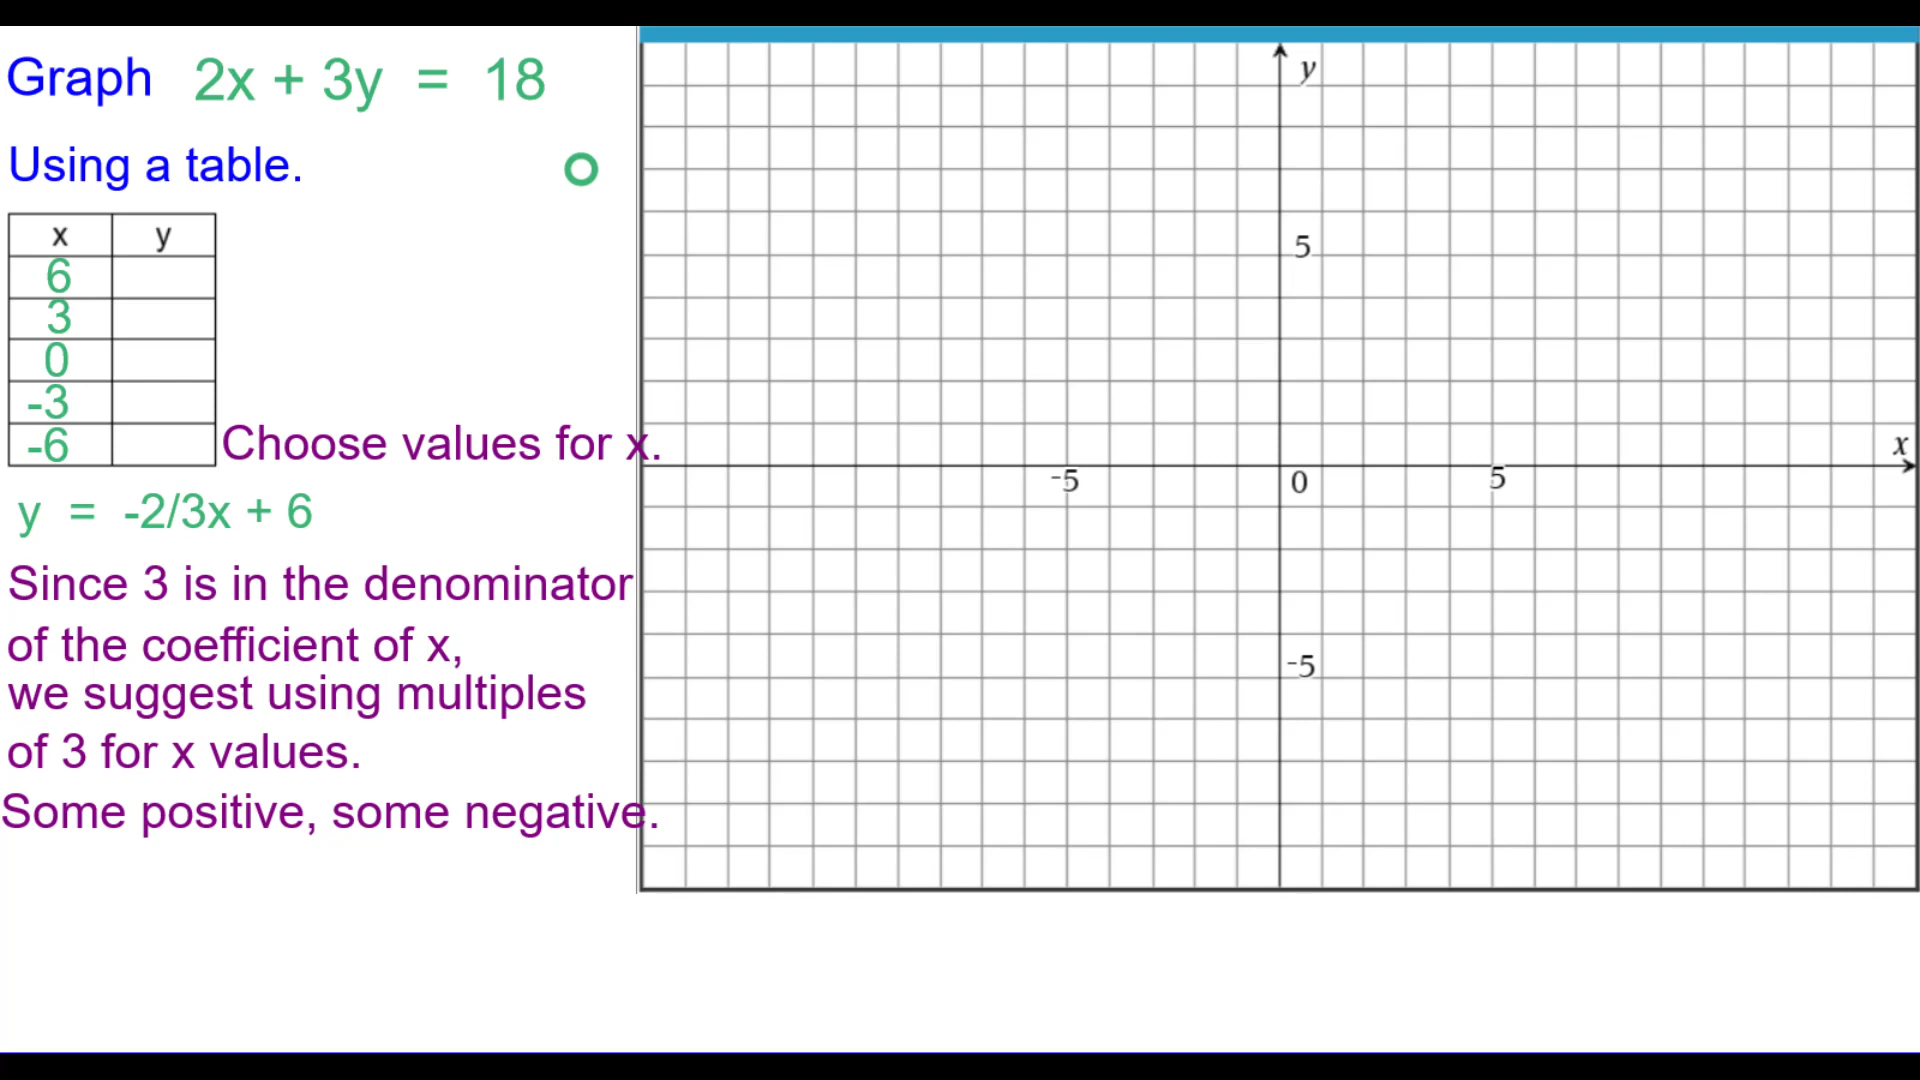 Graph 2x + 3y = 18
Using a table.
x y
6
3
0
-3
-6
Choose values for x.
y = -2/3x + 6
Since 3 is in the denominator
of the coefficient of x,
we suggest using multiples
of 3 for x values.
Some positive, some negative.
y
5
x
-5 0 5
-5